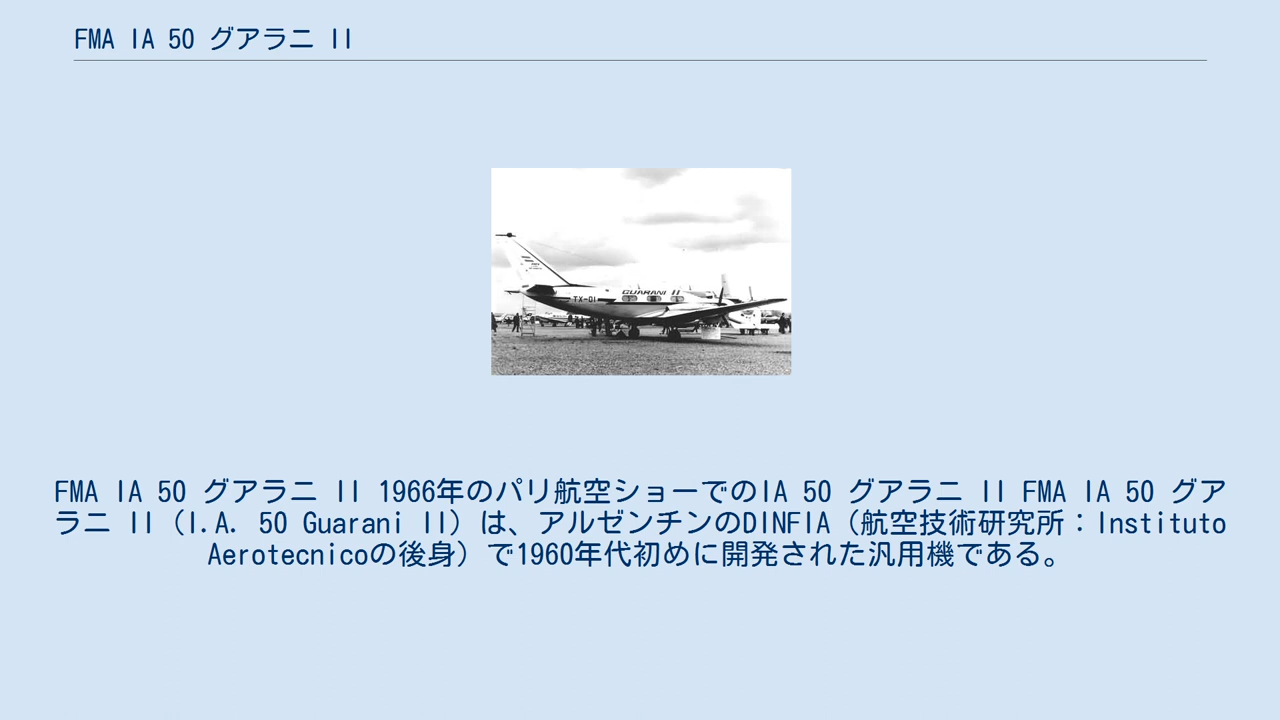 FMA IA 50 グアラニ II
GUARANI II
TX-01
FMA IA 50 グアラニ II 1966年のパリ航空ショーでのIA 50 グアラニ II FMA IA 50 グア
ラニ II（I.A. 50 Guarani II）は、アルゼンチンのDINFIA（航空技術研究所：Instituto
Aerotecnicoの後身）で1960年代初めに開発された汎用機である。